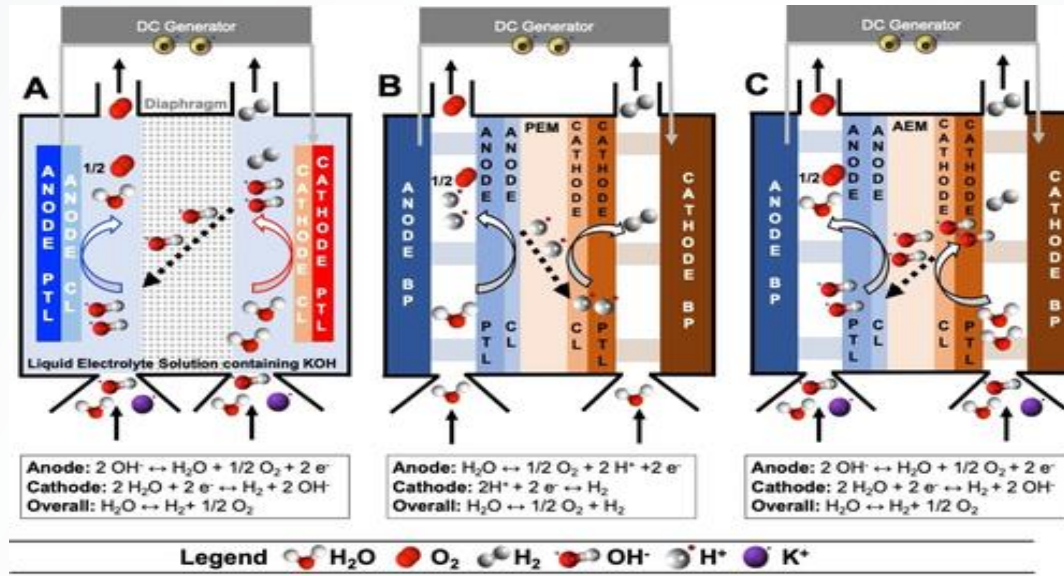 DC Generator
DC Generator
DC Generator
A
Diaphragm
1/2
ANODE PTL
ANODE CL
CATHODE CL
CATHODE PTL
Liquid Electrolyte Solution containing KOH
B
PEM
1/2
ANODE BP
ANODE PTL
ANODE CL
CATHODE CL
CATHODE PTL
CATHODE BP
C
AEM
1/2
ANODE BP
ANODE PTL
ANODE CL
CATHODE CL
CATHODE PTL
CATHODE BP
Anode: 2 OH⁻ ↔ H₂O + 1/2 O₂ + 2 e⁻
Cathode: 2 H₂O + 2 e⁻ ↔ H₂ + 2 OH⁻
Overall: H₂O ↔ H₂+ 1/2 O₂
Anode: H₂O ↔ 1/2 O₂ + 2 H⁺ +2 e⁻
Cathode: 2H⁺ + 2 e⁻ ↔ H₂
Overall: H₂O ↔ 1/2 O₂ + H₂
Anode: 2 OH⁻ ↔ H₂O + 1/2 O₂ + 2 e⁻
Cathode: 2 H₂O + 2 e⁻ ↔ H₂ + 2 OH⁻
Overall: H₂O ↔ H₂+ 1/2 O₂
Legend H₂O O₂ H₂ OH⁻ H⁺ K⁺